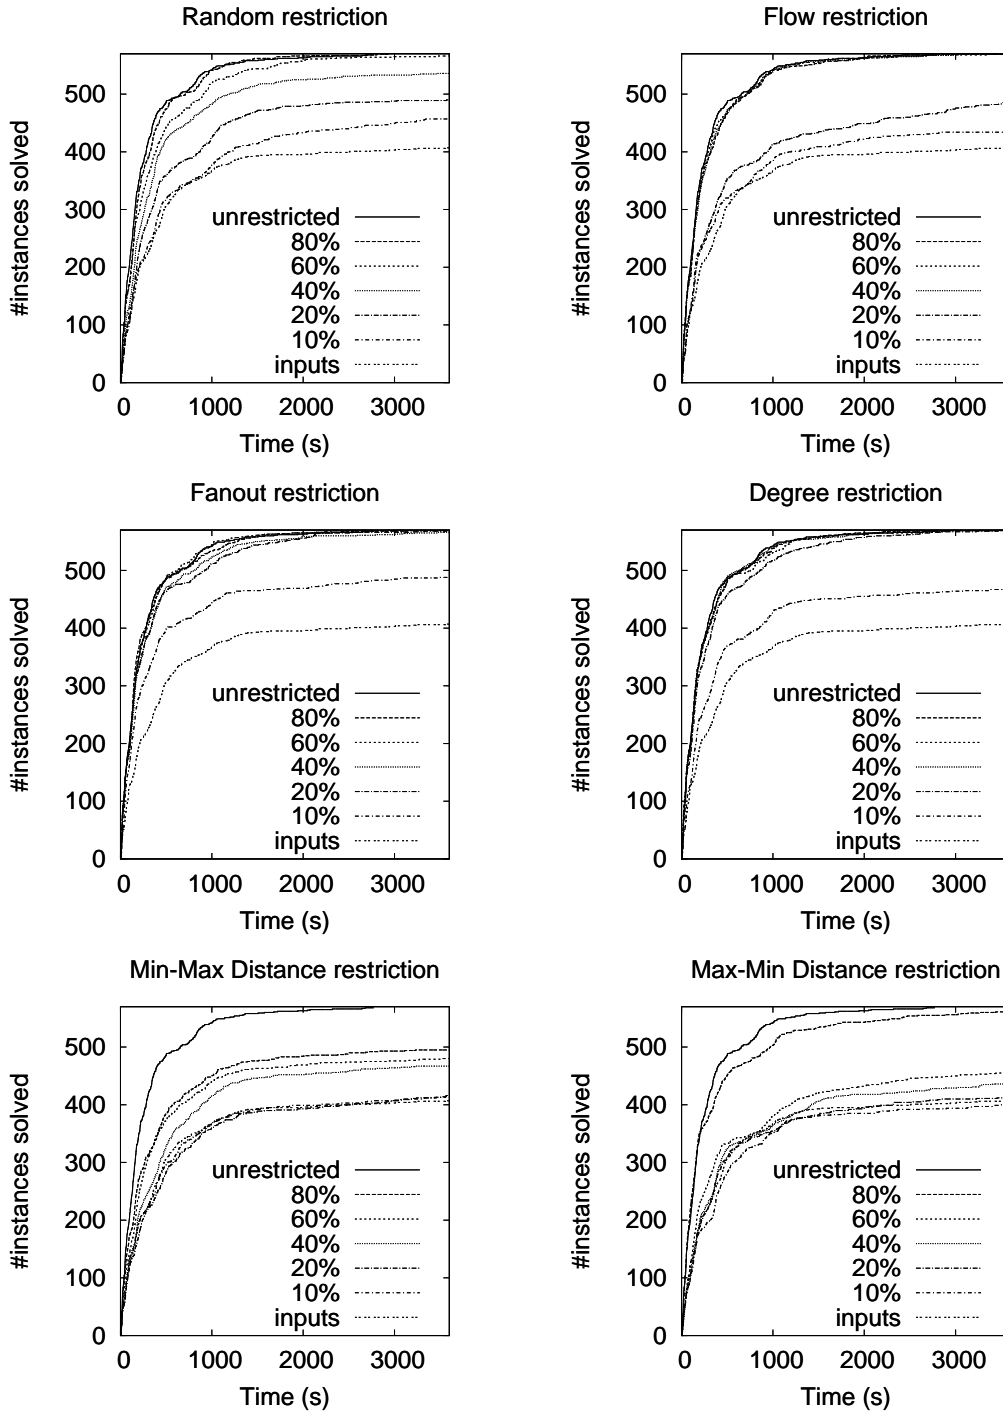 Random restriction
#instances solved
500
400
300
200
100
0
unrestricted
80%
60%
40%
20%
10%
inputs
0 1000 2000 3000
Time (s)
Flow restriction
#instances solved
500
400
300
200
100
0
unrestricted
80%
60%
40%
20%
10%
inputs
0 1000 2000 3000
Time (s)
Fanout restriction
#instances solved
500
400
300
200
100
0
unrestricted
80%
60%
40%
20%
10%
inputs
0 1000 2000 3000
Time (s)
Degree restriction
#instances solved
500
400
300
200
100
0
unrestricted
80%
60%
40%
20%
10%
inputs
0 1000 2000 3000
Time (s)
Min-Max Distance restriction
#instances solved
500
400
300
200
100
0
unrestricted
80%
60%
40%
20%
10%
inputs
0 1000 2000 3000
Time (s)
Max-Min Distance restriction
#instances solved
500
400
300
200
100
0
unrestricted
80%
60%
40%
20%
10%
inputs
0 1000 2000 3000
Time (s)